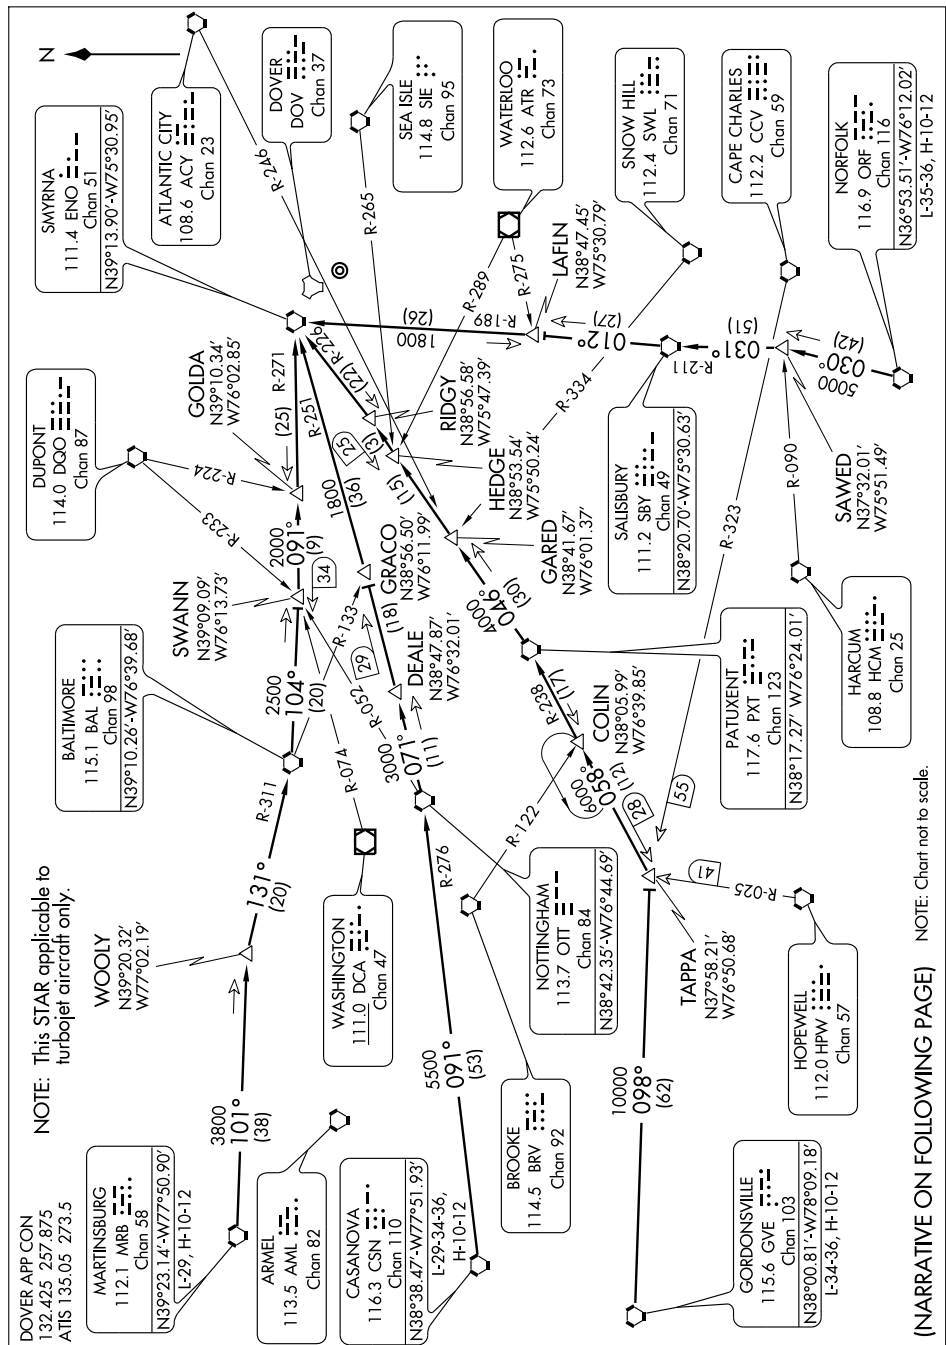 DOVER APP CON
132.425 257.875
ATIS 135.05 273.5
NOTE: This STAR applicable to
turbojet aircraft only.
N
MARTINSBURG
112.1 MRB
Chan 58
N39°23.14'-W77°50.90'
L-29, H-10-12
3800
101°
(38)
WOOLY
N39°20.32'
W77°02.19'
131°
(20)
R-311
BALTIMORE
115.1 BAL
Chan 98
N39°10.26'-W76°39.68'
2500
104°
(20)
SWANN
N39°09.09'
W76°13.73'
34
2000
091°
(9)
DUPONT
114.0 DQO
Chan 87
R-233
R-224
GOLDA
N39°10.34'
W76°02.85'
(25)
R-271
SMYRNA
111.4 ENO
Chan 51
N39°13.90'-W75°30.95'
ATLANTIC CITY
108.6 ACY
Chan 23
R-246
DOVER
DOV
Chan 37
SEA ISLE
114.8 SIE
Chan 95
R-265
WATERLOO
112.6 ATR
Chan 73
R-289
R-275
ARMEL
113.5 AML
Chan 82
WASHINGTON
111.0 DCA
Chan 47
R-074
R-052
R-133
CASANOVA
116.3 CSN
Chan 110
N38°38.47'-W77°51.93'
L-29-34-36,
H-10-12
5500
091°
(53)
R-276
NOTTINGHAM
113.7 OTT
Chan 84
N38°42.35'-W76°44.69'
3000
071°
(11)
DEALE
N38°47.87'
W76°32.01'
29
(18)
GRACO
N38°56.50'
W76°11.99'
1800
(36)
R-251
BROOKE
114.5 BRV
Chan 92
R-122
GORDONSVILLE
115.6 GVE
Chan 103
N38°00.81'-W78°09.18'
L-34-36, H-10-12
10000
098°
(62)
TAPPA
N37°58.21'
W76°50.68'
28
55
41
R-025
HOPEWELL
112.0 HPW
Chan 57
6000
058°
(12)
COLIN
N38°05.99'
W76°39.85'
(17)
R-238
PATUXENT
117.6 PXT
Chan 123
N38°17.27' W76°24.01'
4000
046°
(30)
GARED
N38°41.67'
W76°01.37'
(15)
HEDGE
N38°53.54'
W75°50.24'
25
(3)
RIDGY
N38°56.58'
W75°47.39'
(22)
R-226
R-334
SNOW HILL
112.4 SWL
Chan 71
LAFLN
N38°47.45'
W75°30.79'
1800
(26)
R-189
012°
(27)
SALISBURY
111.2 SBY
Chan 49
N38°20.70'-W75°30.63'
R-211
031°
(51)
CAPE CHARLES
112.2 CCV
Chan 59
R-323
SAWED
N37°32.01'
W75°51.49'
R-090
HARCUM
108.8 HCM
Chan 25
5000
030°
(42)
NORFOLK
116.9 ORF
Chan 116
N36°53.51'-W76°12.02'
L-35-36, H-10-12
(NARRATIVE ON FOLLOWING PAGE)
NOTE: Chart not to scale.